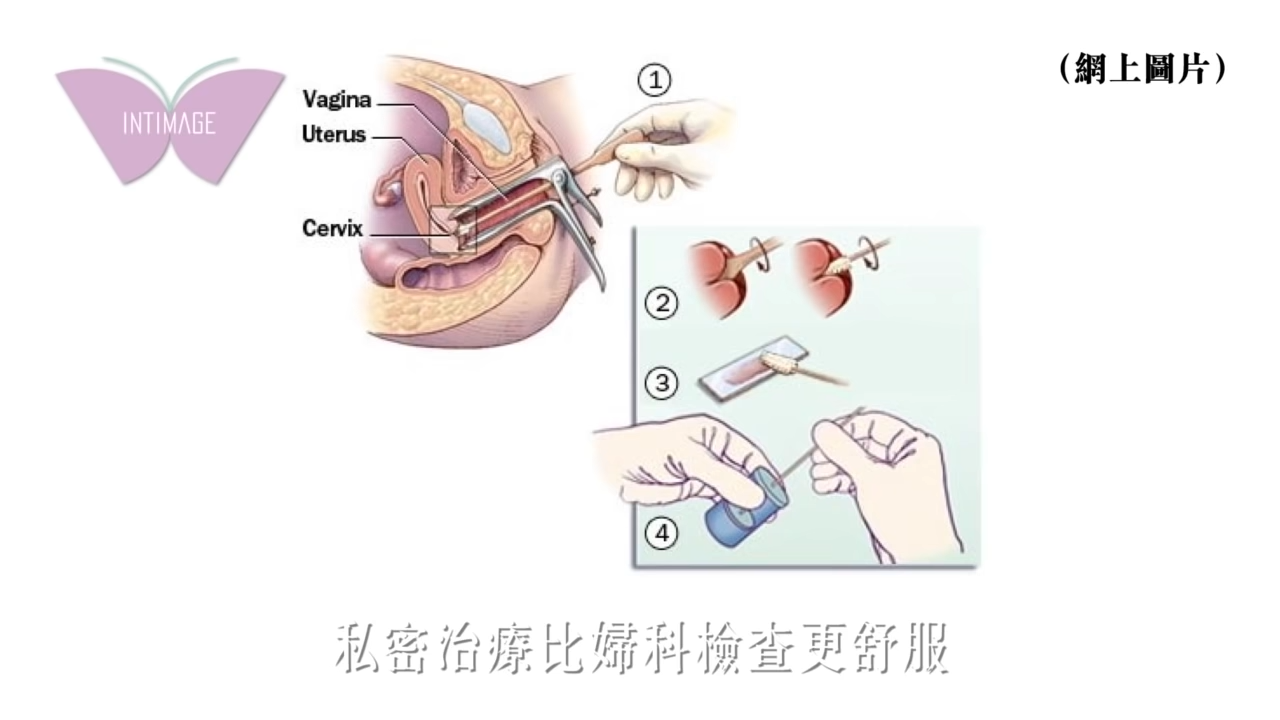 INTIMAGE
(網上圖片)
Vagina
Uterus
Cervix
1
2
3
4
私密治療比婦科檢查更舒服